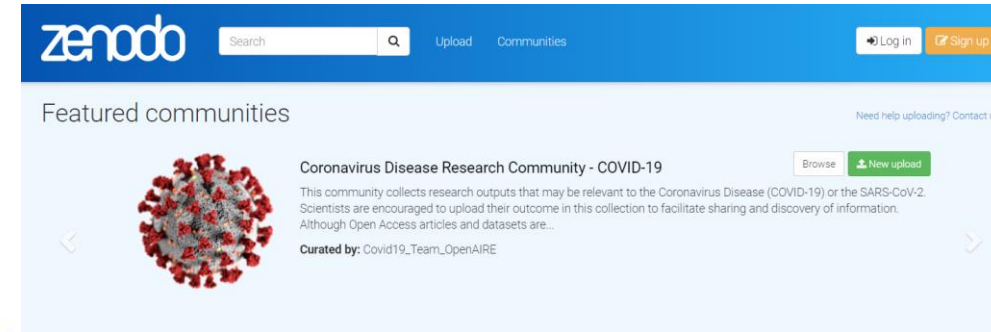 zenodo
Search
Upload
Communities
Log in
Sign up
Featured communities
Need help uploading? Contact
Coronavirus Disease Research Community - COVID-19
Browse
New upload
This community collects research outputs that may be relevant to the Coronavirus Disease (COVID-19) or the SARS-CoV-2.
Scientists are encouraged to upload their outcome in this collection to facilitate sharing and discovery of information.
Although Open Access articles and datasets are...
Curated by: Covid19_Team_OpenAIRE